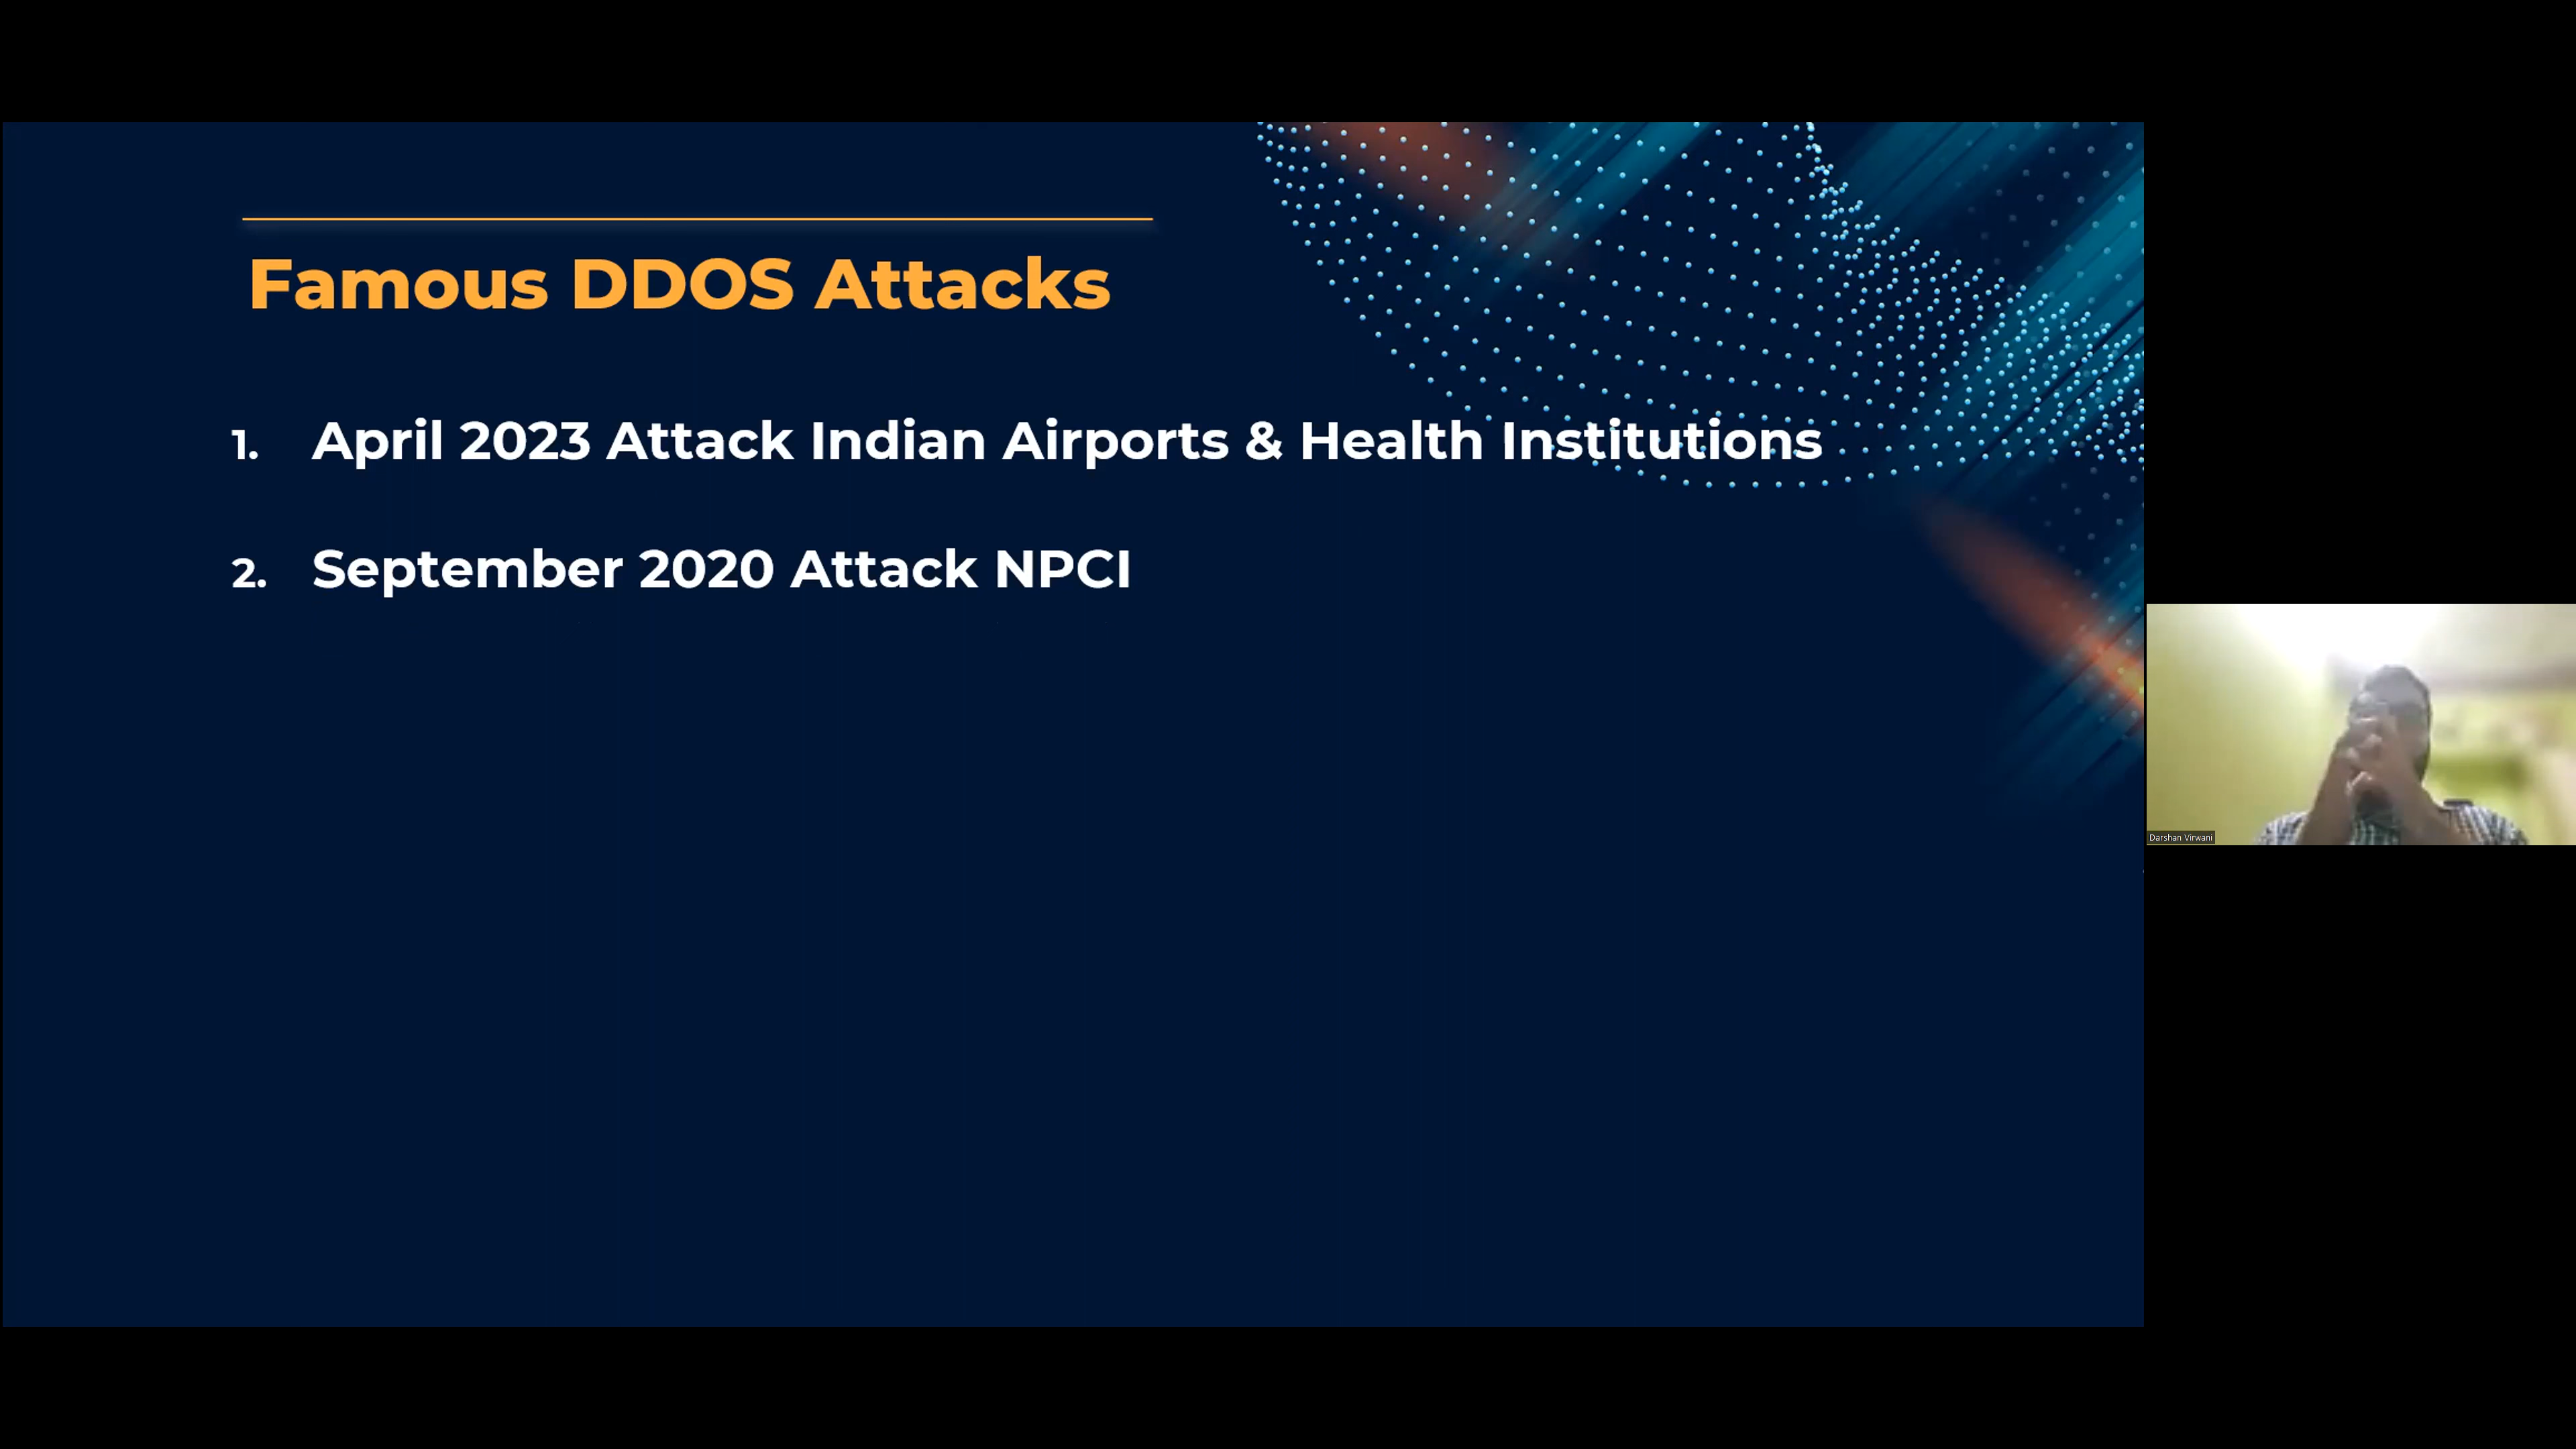 Famous DDOS Attacks
1. April 2023 Attack Indian Airports & Health Institutions
2. September 2020 Attack NPCI
Darshan Virwani